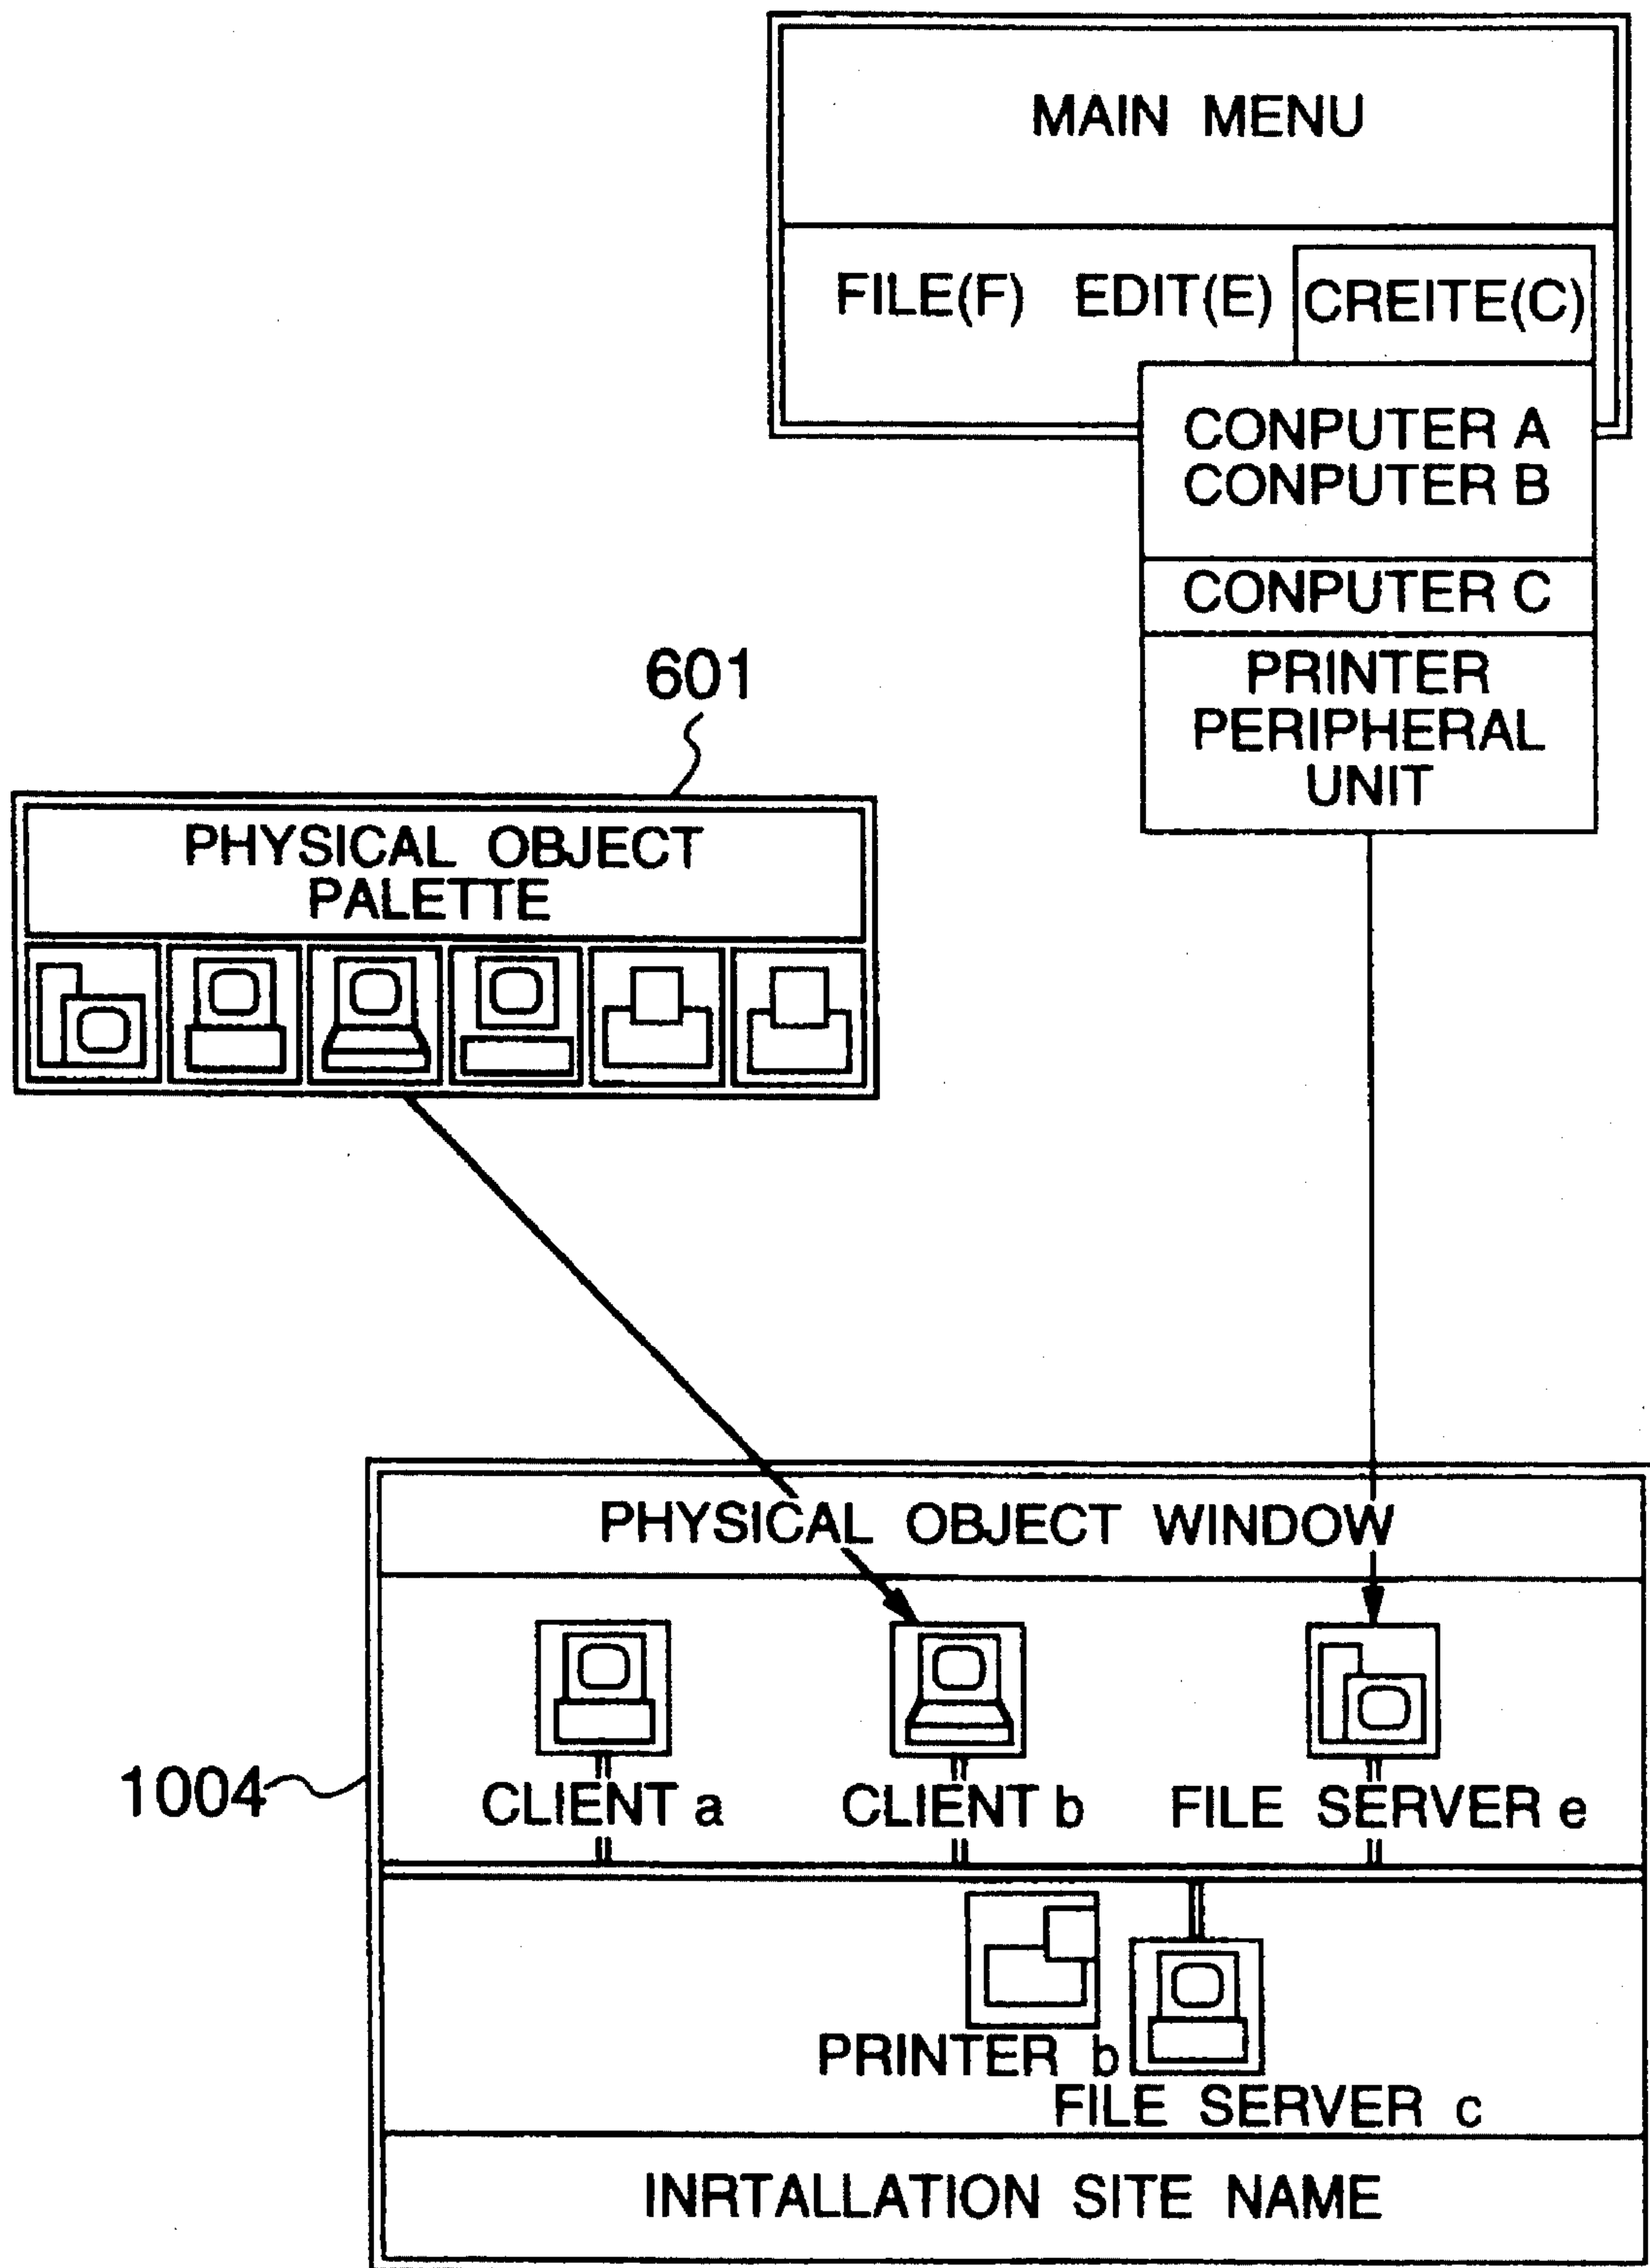 MAIN MENU
FILE(F) EDIT(E) CREITE(C)
CONPUTER A
CONPUTER B
CONPUTER C
PRINTER
PERIPHERAL
UNIT
601
PHYSICAL OBJECT
PALETTE
PHYSICAL OBJECT WINDOW
1004
CLIENT a CLIENT b FILE SERVER e
PRINTER b
FILE SERVER c
INRTALLATION SITE NAME